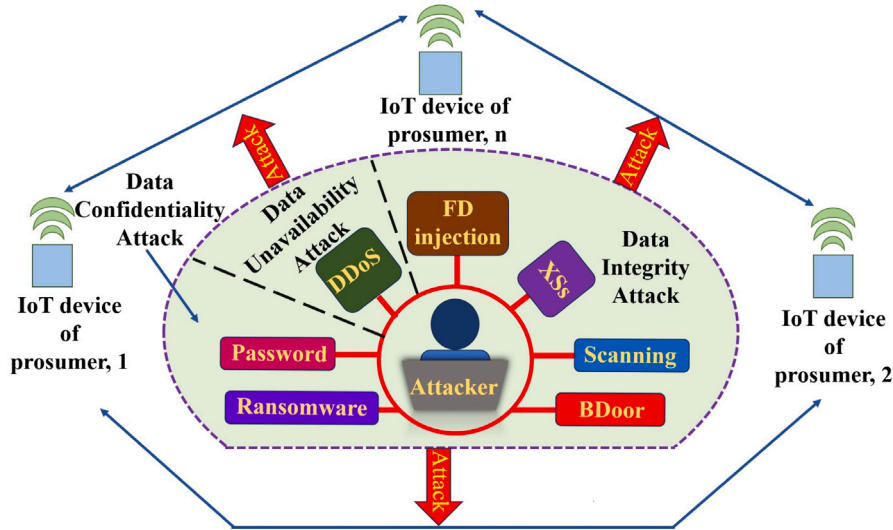 IoT device of
prosumer, n
Attack
Attack
Data
Confidentiality
Attack
Data
Unavailability
Attack
DDoS
FD
injection
XSs
Data
Integrity
Attack
IoT device
of
prosumer, 1
IoT device
of
prosumer, 2
Password
Scanning
Attacker
Ransomware
BDoor
Attack